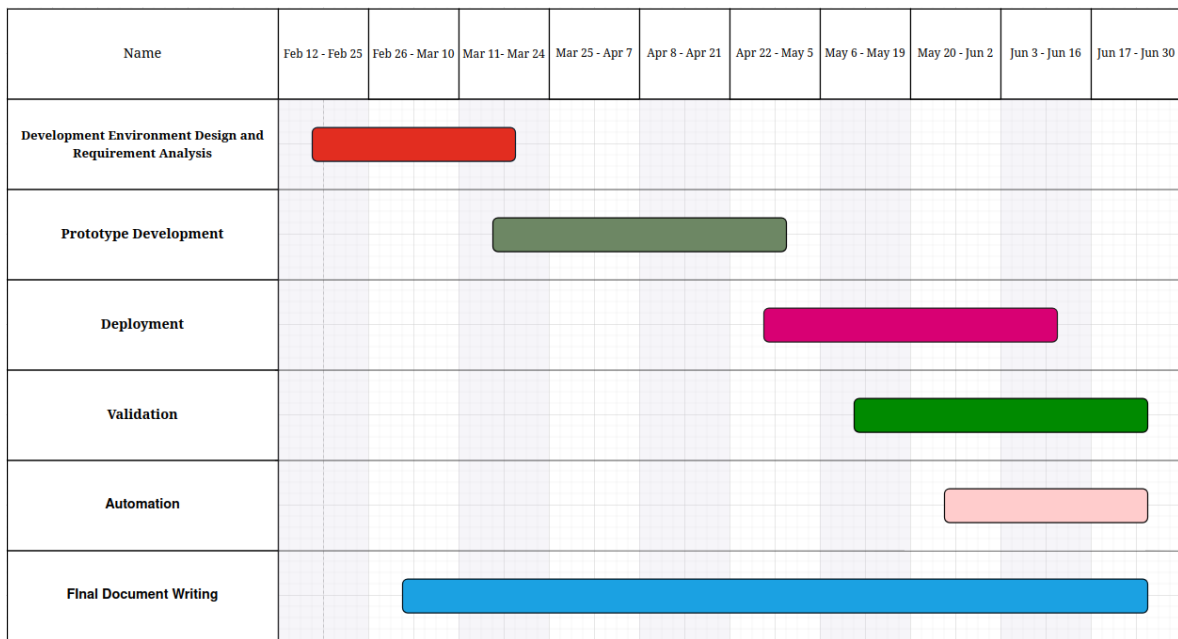 Name
Feb 12 - Feb 25
Feb 26 - Mar 10
Mar 11- Mar 24
Mar 25 - Apr 7
Apr 8 - Apr 21
Apr 22 - May 5
May 6 - May 19
May 20 - Jun 2
Jun 3 - Jun 16
Jun 17 - Jun 30
Development Environment Design and
Requirement Analysis
Prototype Development
Deployment
Validation
Automation
FInal Document Writing